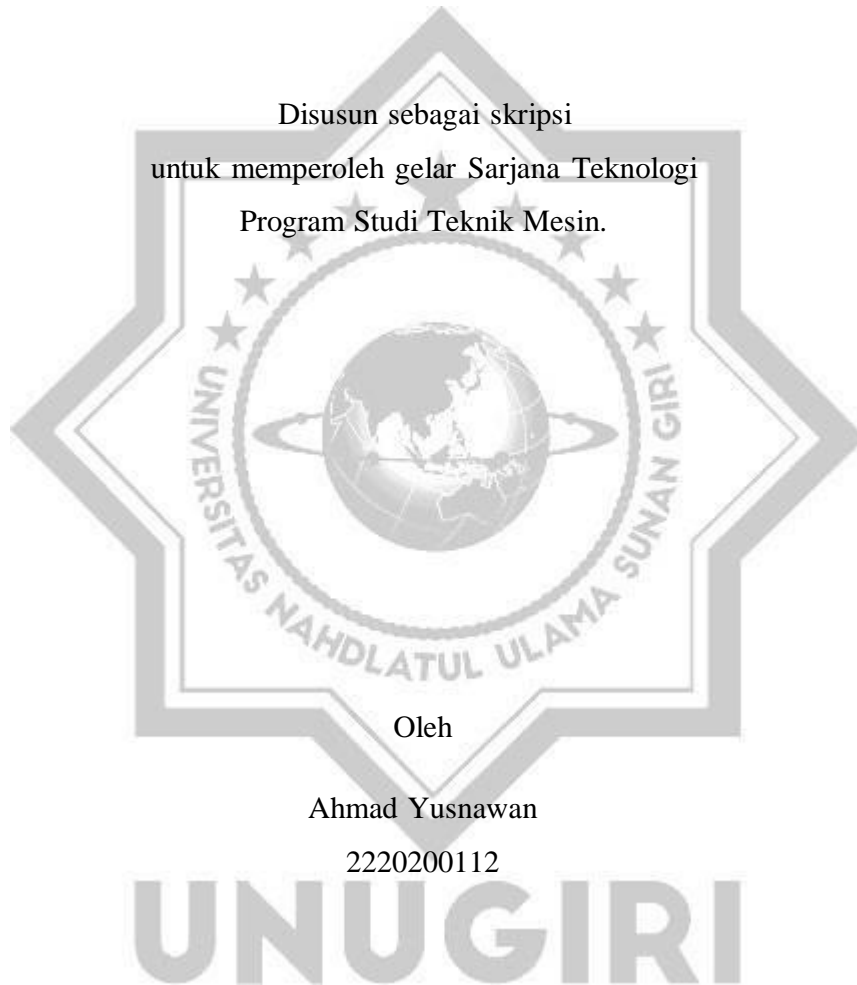 Disusun sebagai skripsi
untuk memperoleh gelar Sarjana Teknologi
Program Studi Teknik Mesin.
UNIVERSITAS NAHDLATUL ULAMA SUNAN GIRI
Oleh
Ahmad Yusnawan
2220200112
UNUGIRI